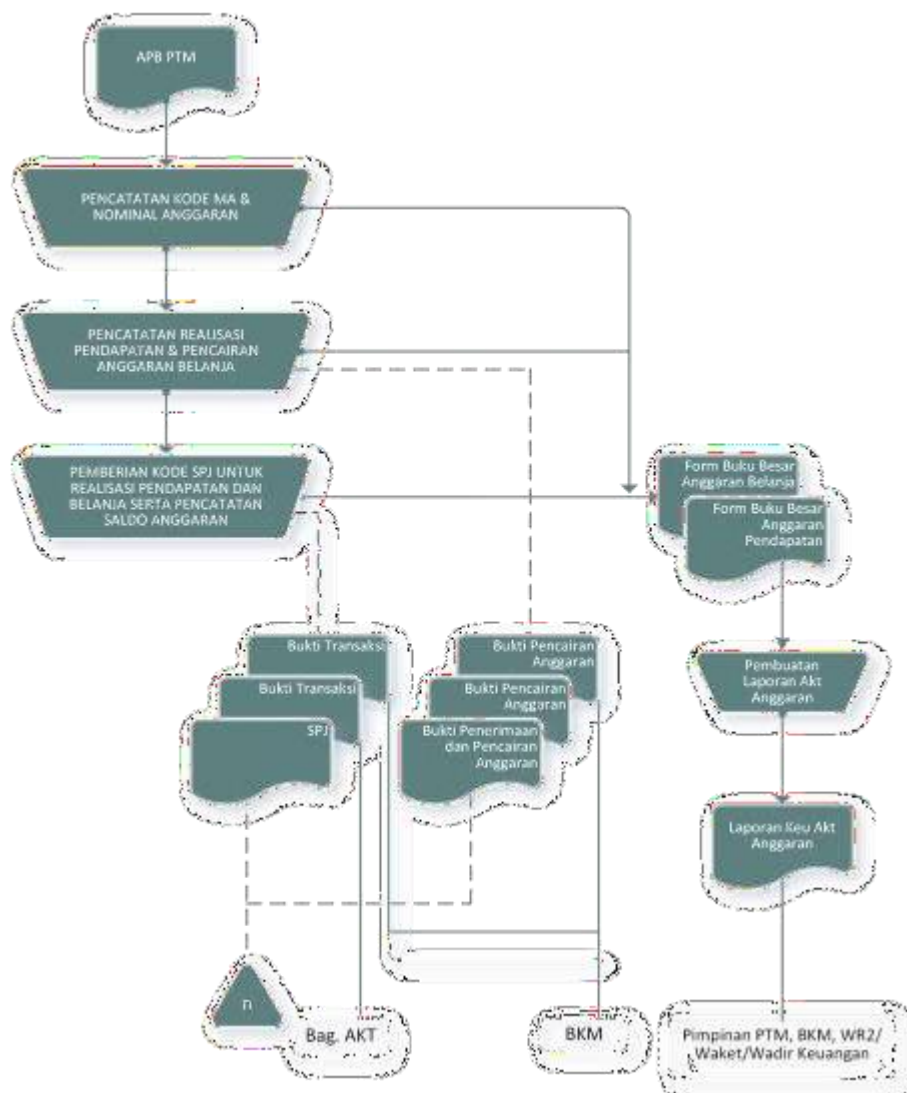 APB PTM
PENCATATAN KODE MA &
NOMINAL ANGGARAN
PENCATATAN REALISASI
PENDAPATAN & PENCAIRAN
ANGGARAN BELANJA
PEMBERIAN KODE SPJ UNTUK
REALISASI PENDAPATAN DAN
BELANJA SERTA PENCATATAN
SALDO ANGGARAN
Form Buku Besar
Anggaran Belanja
Form Buku Besar
Anggaran
Pendapatan
Bukti Transaksi
Bukti Transaksi
SPJ
Bukti Pencairan
Anggaran
Bukti Pencairan
Anggaran
Bukti Penerimaan
dan Pencairan
Anggaran
Pembuatan
Laporan Akt
Anggaran
Laporan Keu Akt
Anggaran
Bag. AKT
BKM
Pimpinan PTM, BKM, WR2/
Waket/Wadir Keuangan